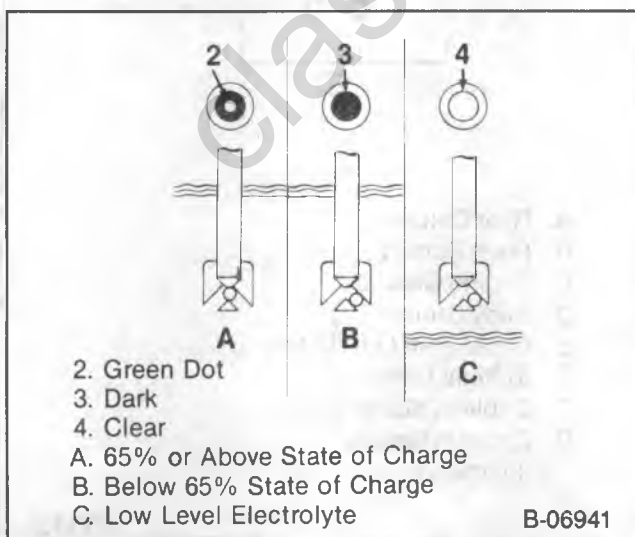 2 3 4
A B
C
2. Green Dot
3. Dark
4. Clear
A. 65% or Above State of Charge
B. Below 65% State of Charge
C. Low Level Electrolyte B-06941
clas